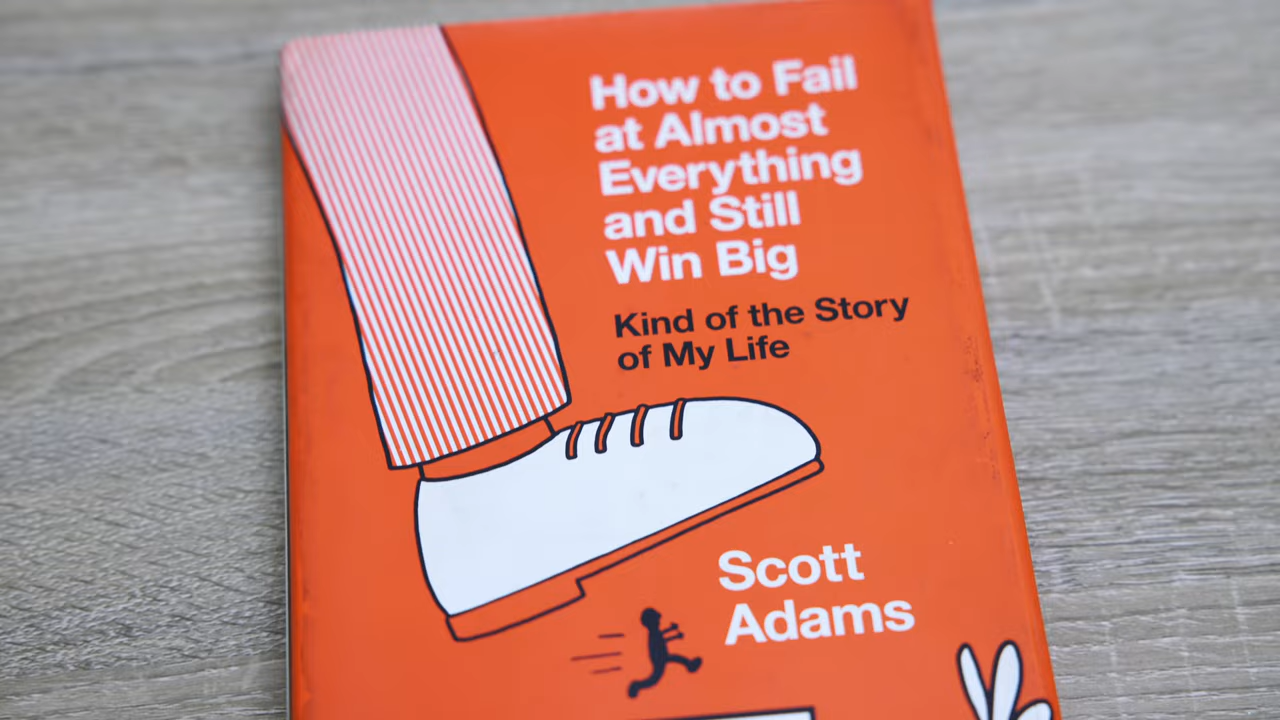 How to Fail
at Almost
Everything
and Still
Win Big
Kind of the Story
of My Life
Scott
Adams